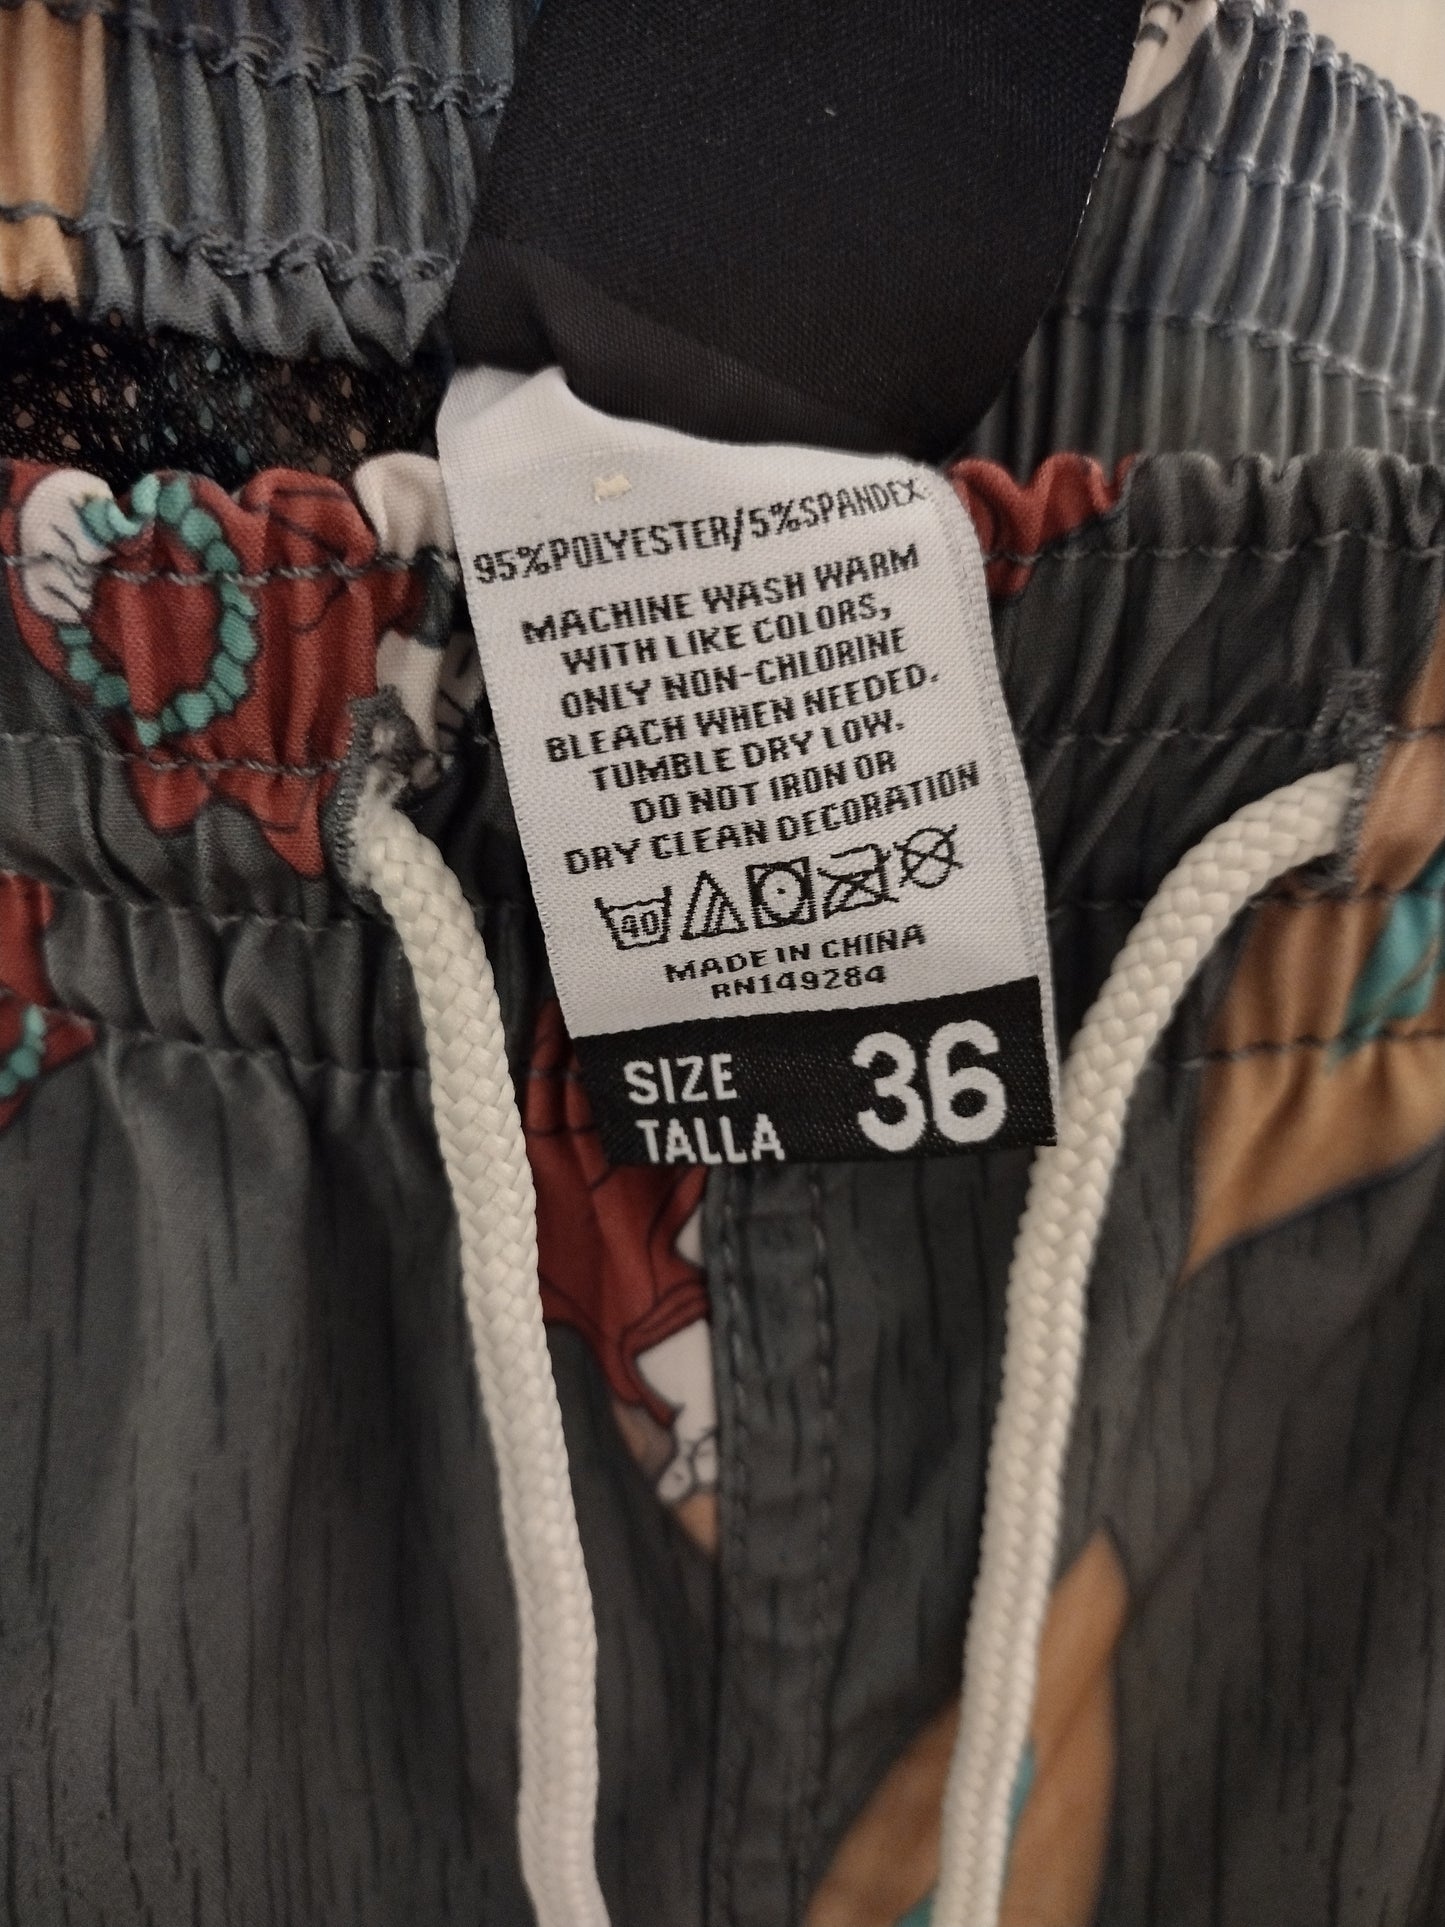 95%POLYESTER/5%SPANDEX
MACHINE WASH WARM
WITH LIKE COLORS,
ONLY NON-CHLORINE
BLEACH WHEN NEEDED.
TUMBLE DRY LOW.
DO NOT IRON OR
DRY CLEAN DECORATION
40
MADE IN CHINA
RN149284
SIZE 36
TALLA